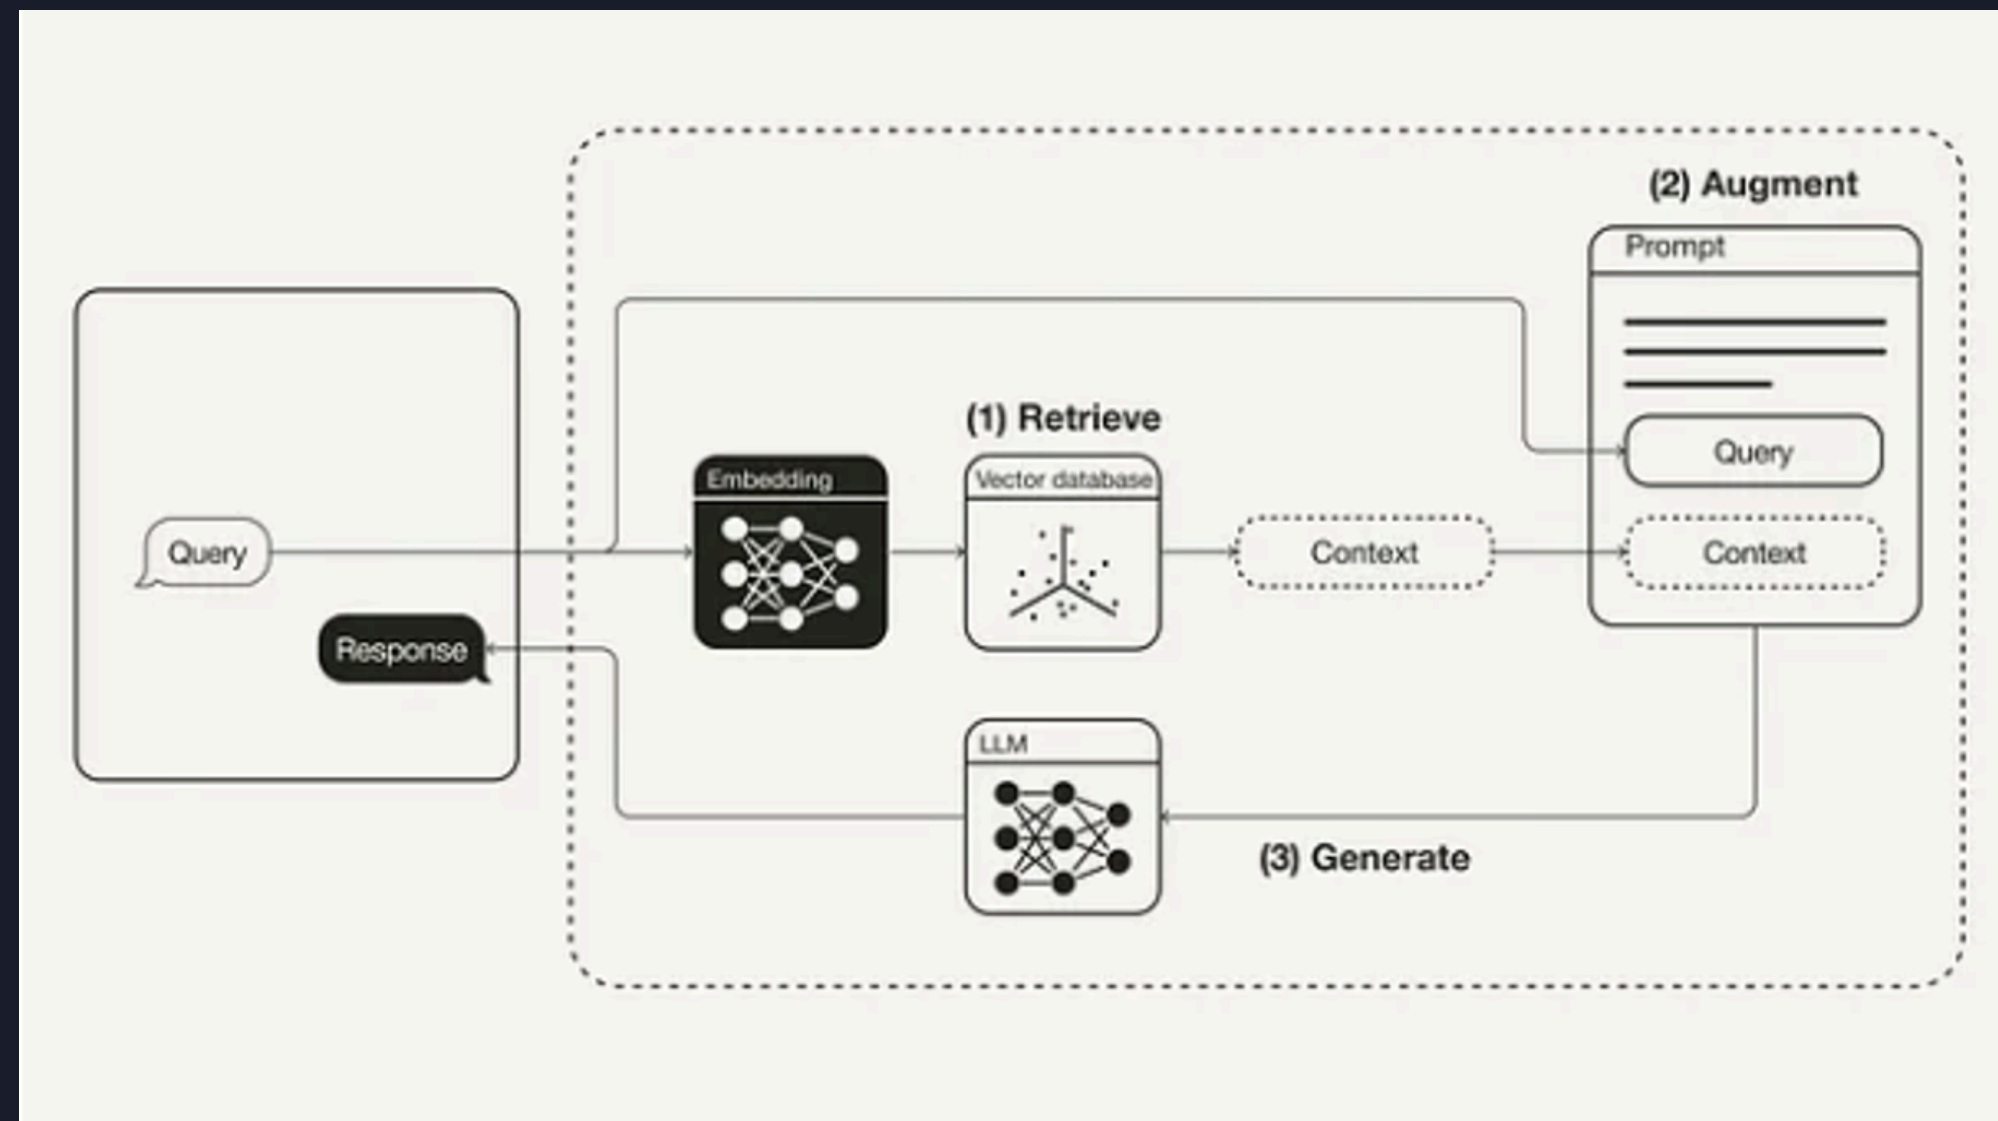 (2) Augment
Prompt
(1) Retrieve
Query
Embedding
Vector database
Query
Context
Context
Response
LLM
(3) Generate